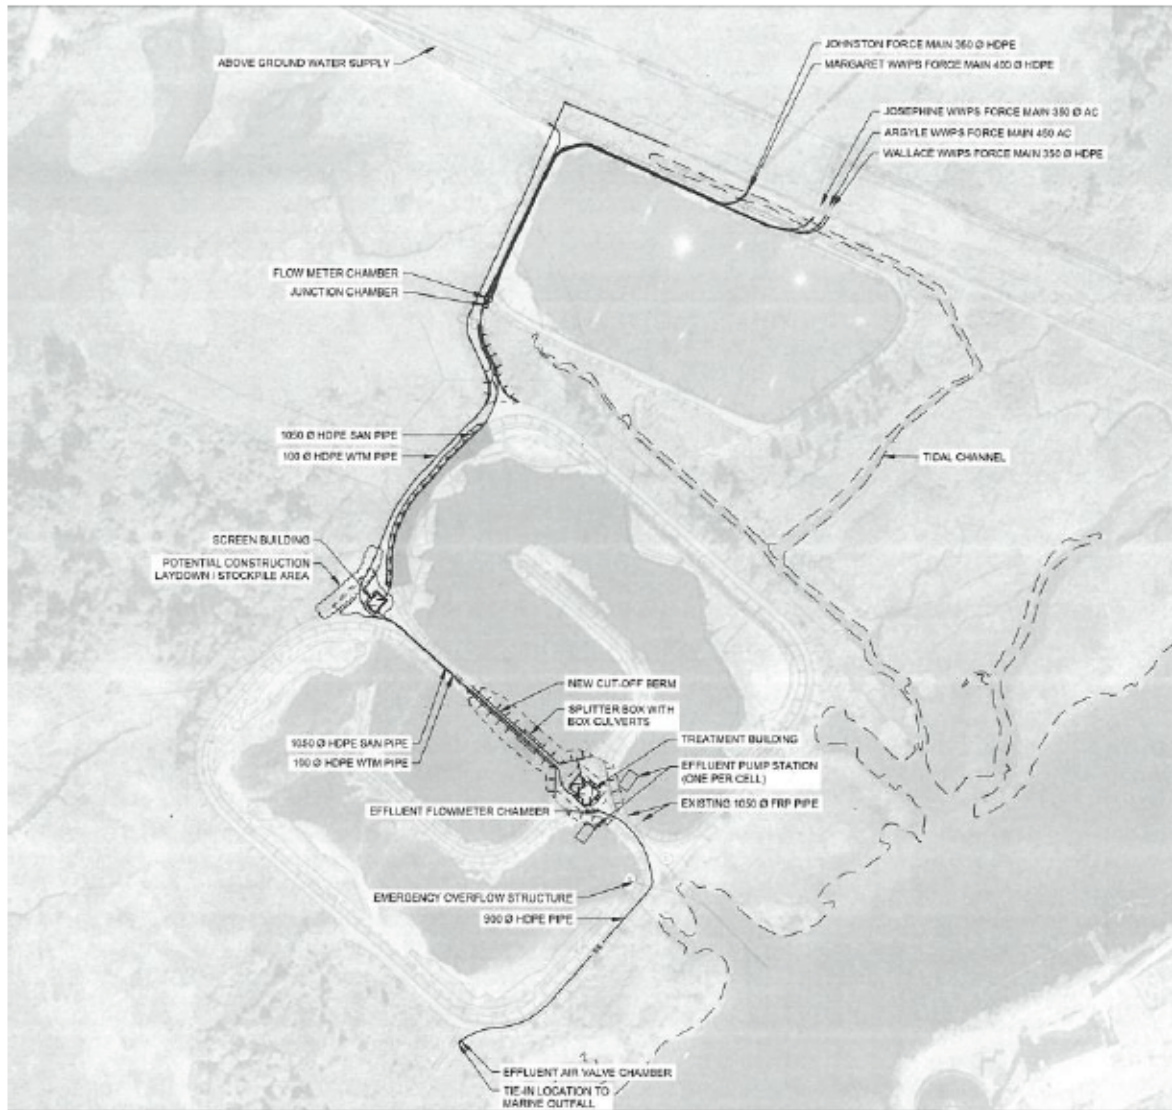 JOHNSTON FORCE MAIN 350 Ø HDPE
ABOVE GROUND WATER SUPPLY
MARGARET WWPS FORCE MAIN 400 Ø HDPE
JOSEPHINE WWPS FORCE MAIN 350 Ø AC
ARGYLE WWPS FORCE MAIN 450 AC
WALLACE WWPS FORCE MAIN 350 Ø HDPE
FLOW METER CHAMBER
JUNCTION CHAMBER
1050 Ø HDPE SAN PIPE
100 Ø HDPE WTM PIPE
TIDAL CHANNEL
SCREEN BUILDING
POTENTIAL CONSTRUCTION
LAYDOWN / STOCKPILE AREA
NEW CUT-OFF BERM
SPLITTER BOX WITH
BOX CULVERTS
1050 Ø HDPE SAN PIPE
100 Ø HDPE WTM PIPE
TREATMENT BUILDING
EFFLUENT PUMP STATION
(ONE PER CELL)
EFFLUENT FLOWMETER CHAMBER
EXISTING 1050 Ø FRP PIPE
EMERGENCY OVERFLOW STRUCTURE
900 Ø HDPE PIPE
EFFLUENT AIR VALVE CHAMBER
TIE-IN LOCATION TO
MARINE OUTFALL